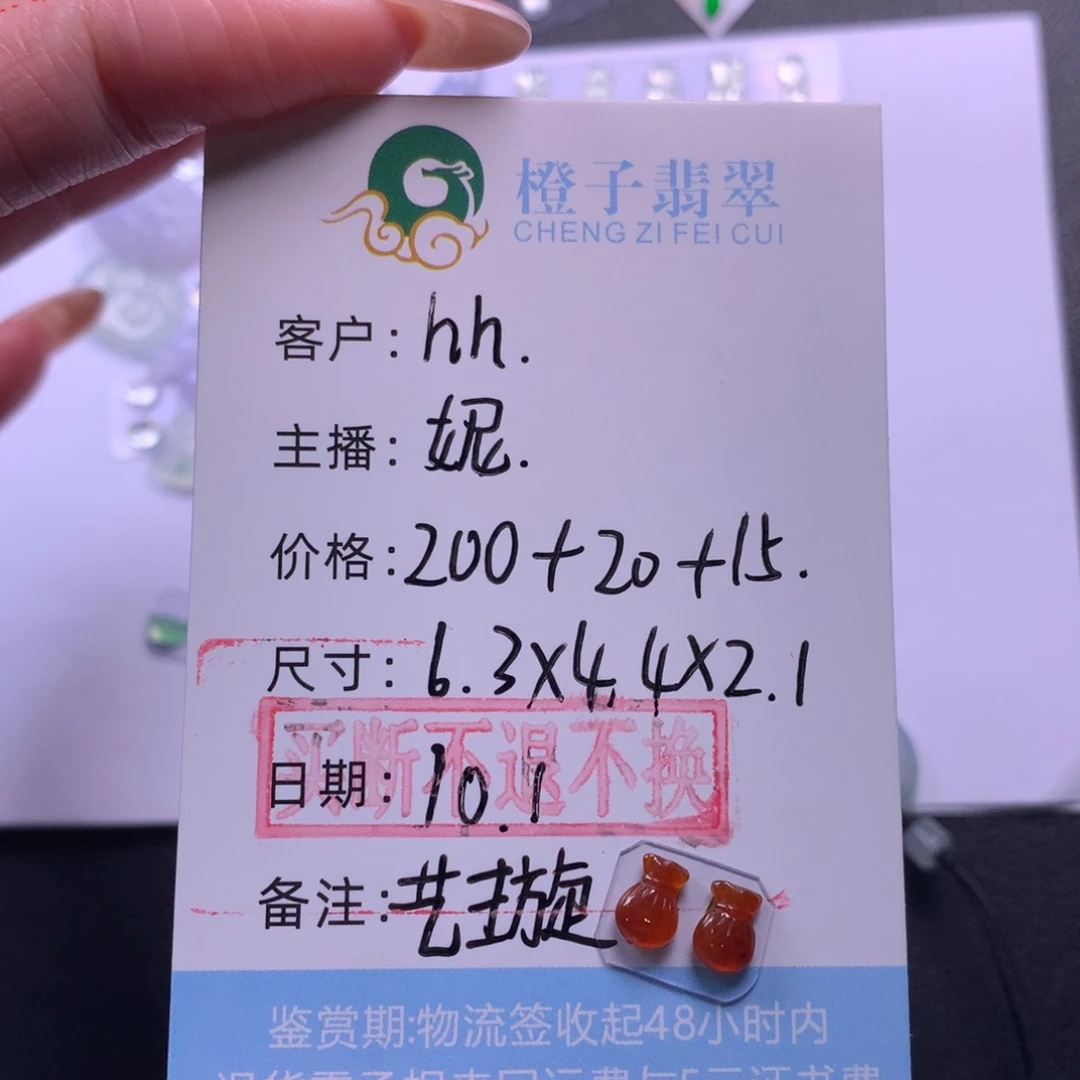 橙子翡翠
CHENG ZI FEI CUI
客户：hh.
主播：妮.
价格：200+20+15.
尺寸：6.3x4.4x2.1
买断不退不换
日期：10.1
备注：艺璇
鉴赏期:物流签收起48小时内